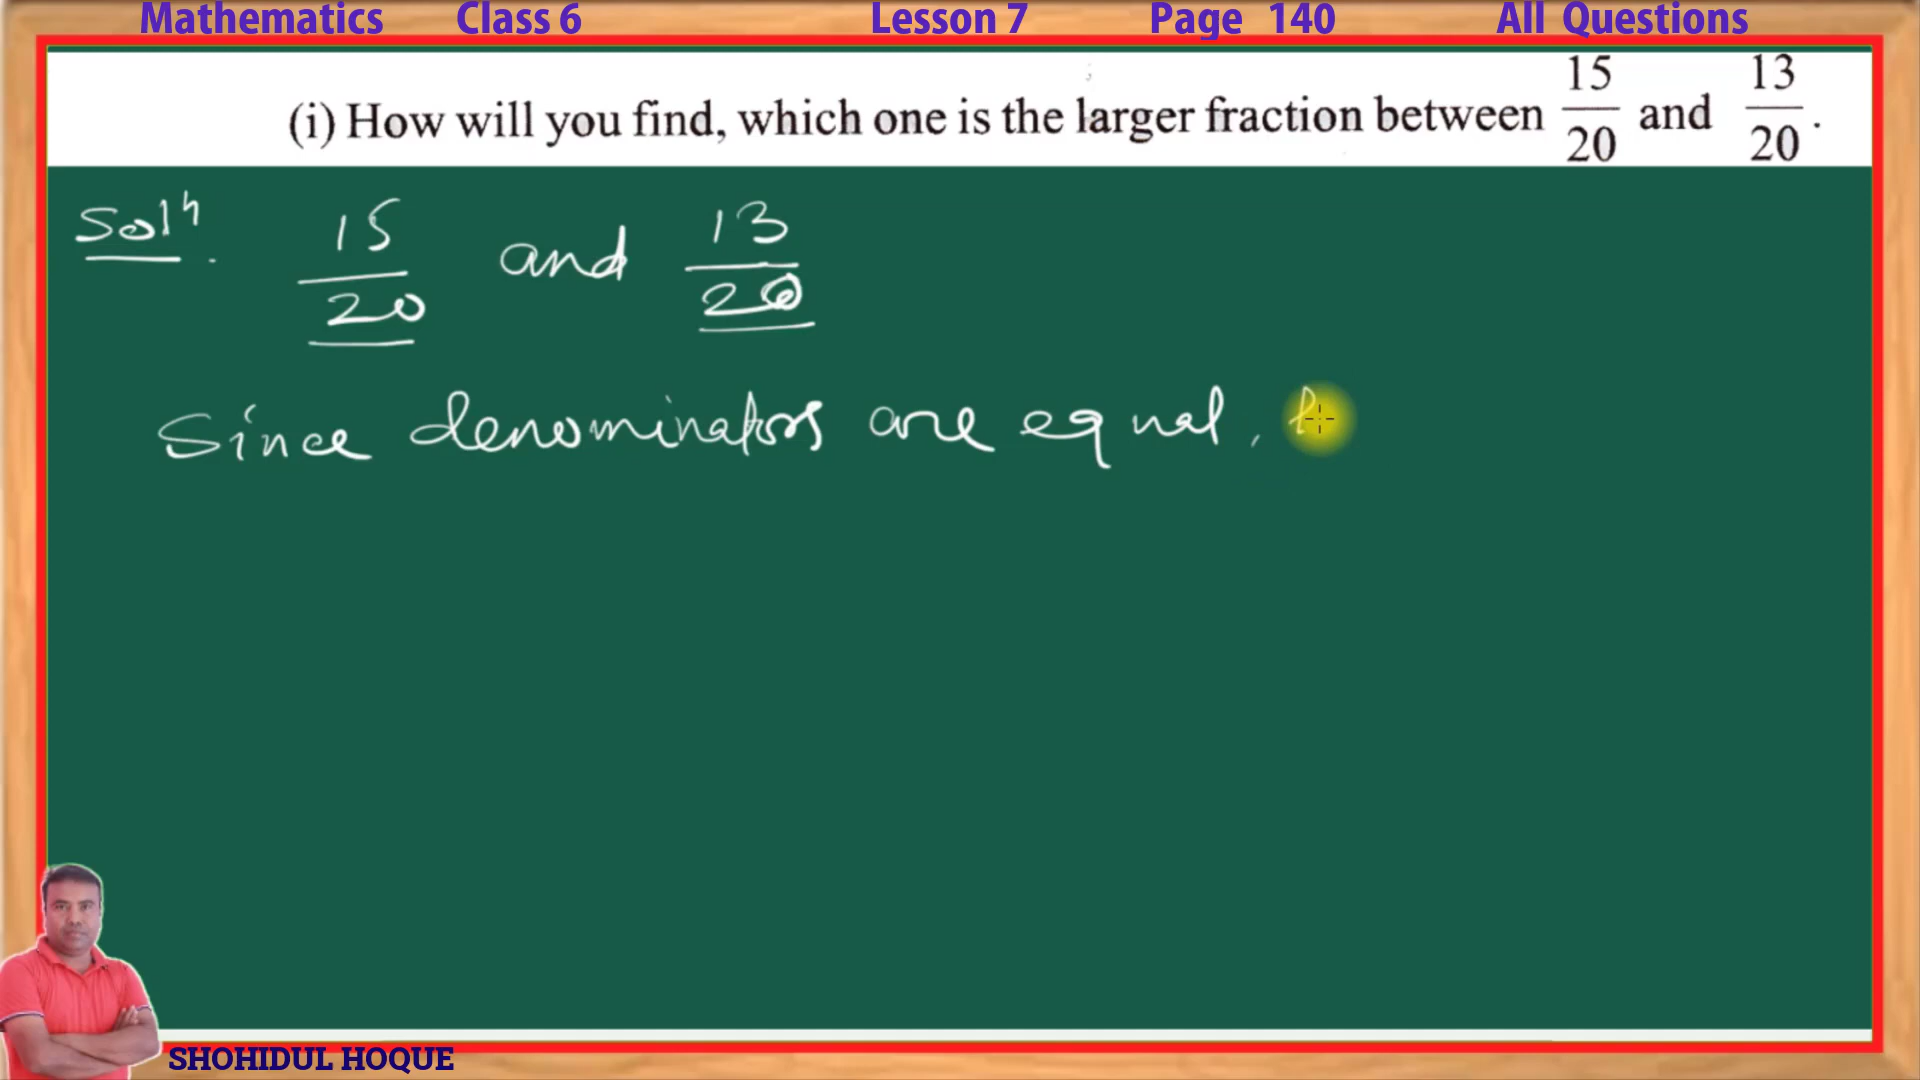 Mathematics Class 6 Lesson 7 Page 140 All Questions
(i) How will you find, which one is the larger fraction between 15/20 and 13/20.
Solⁿ. 15/20 and 13/20
Since denominators are equal,
SHOHIDUL HOQUE